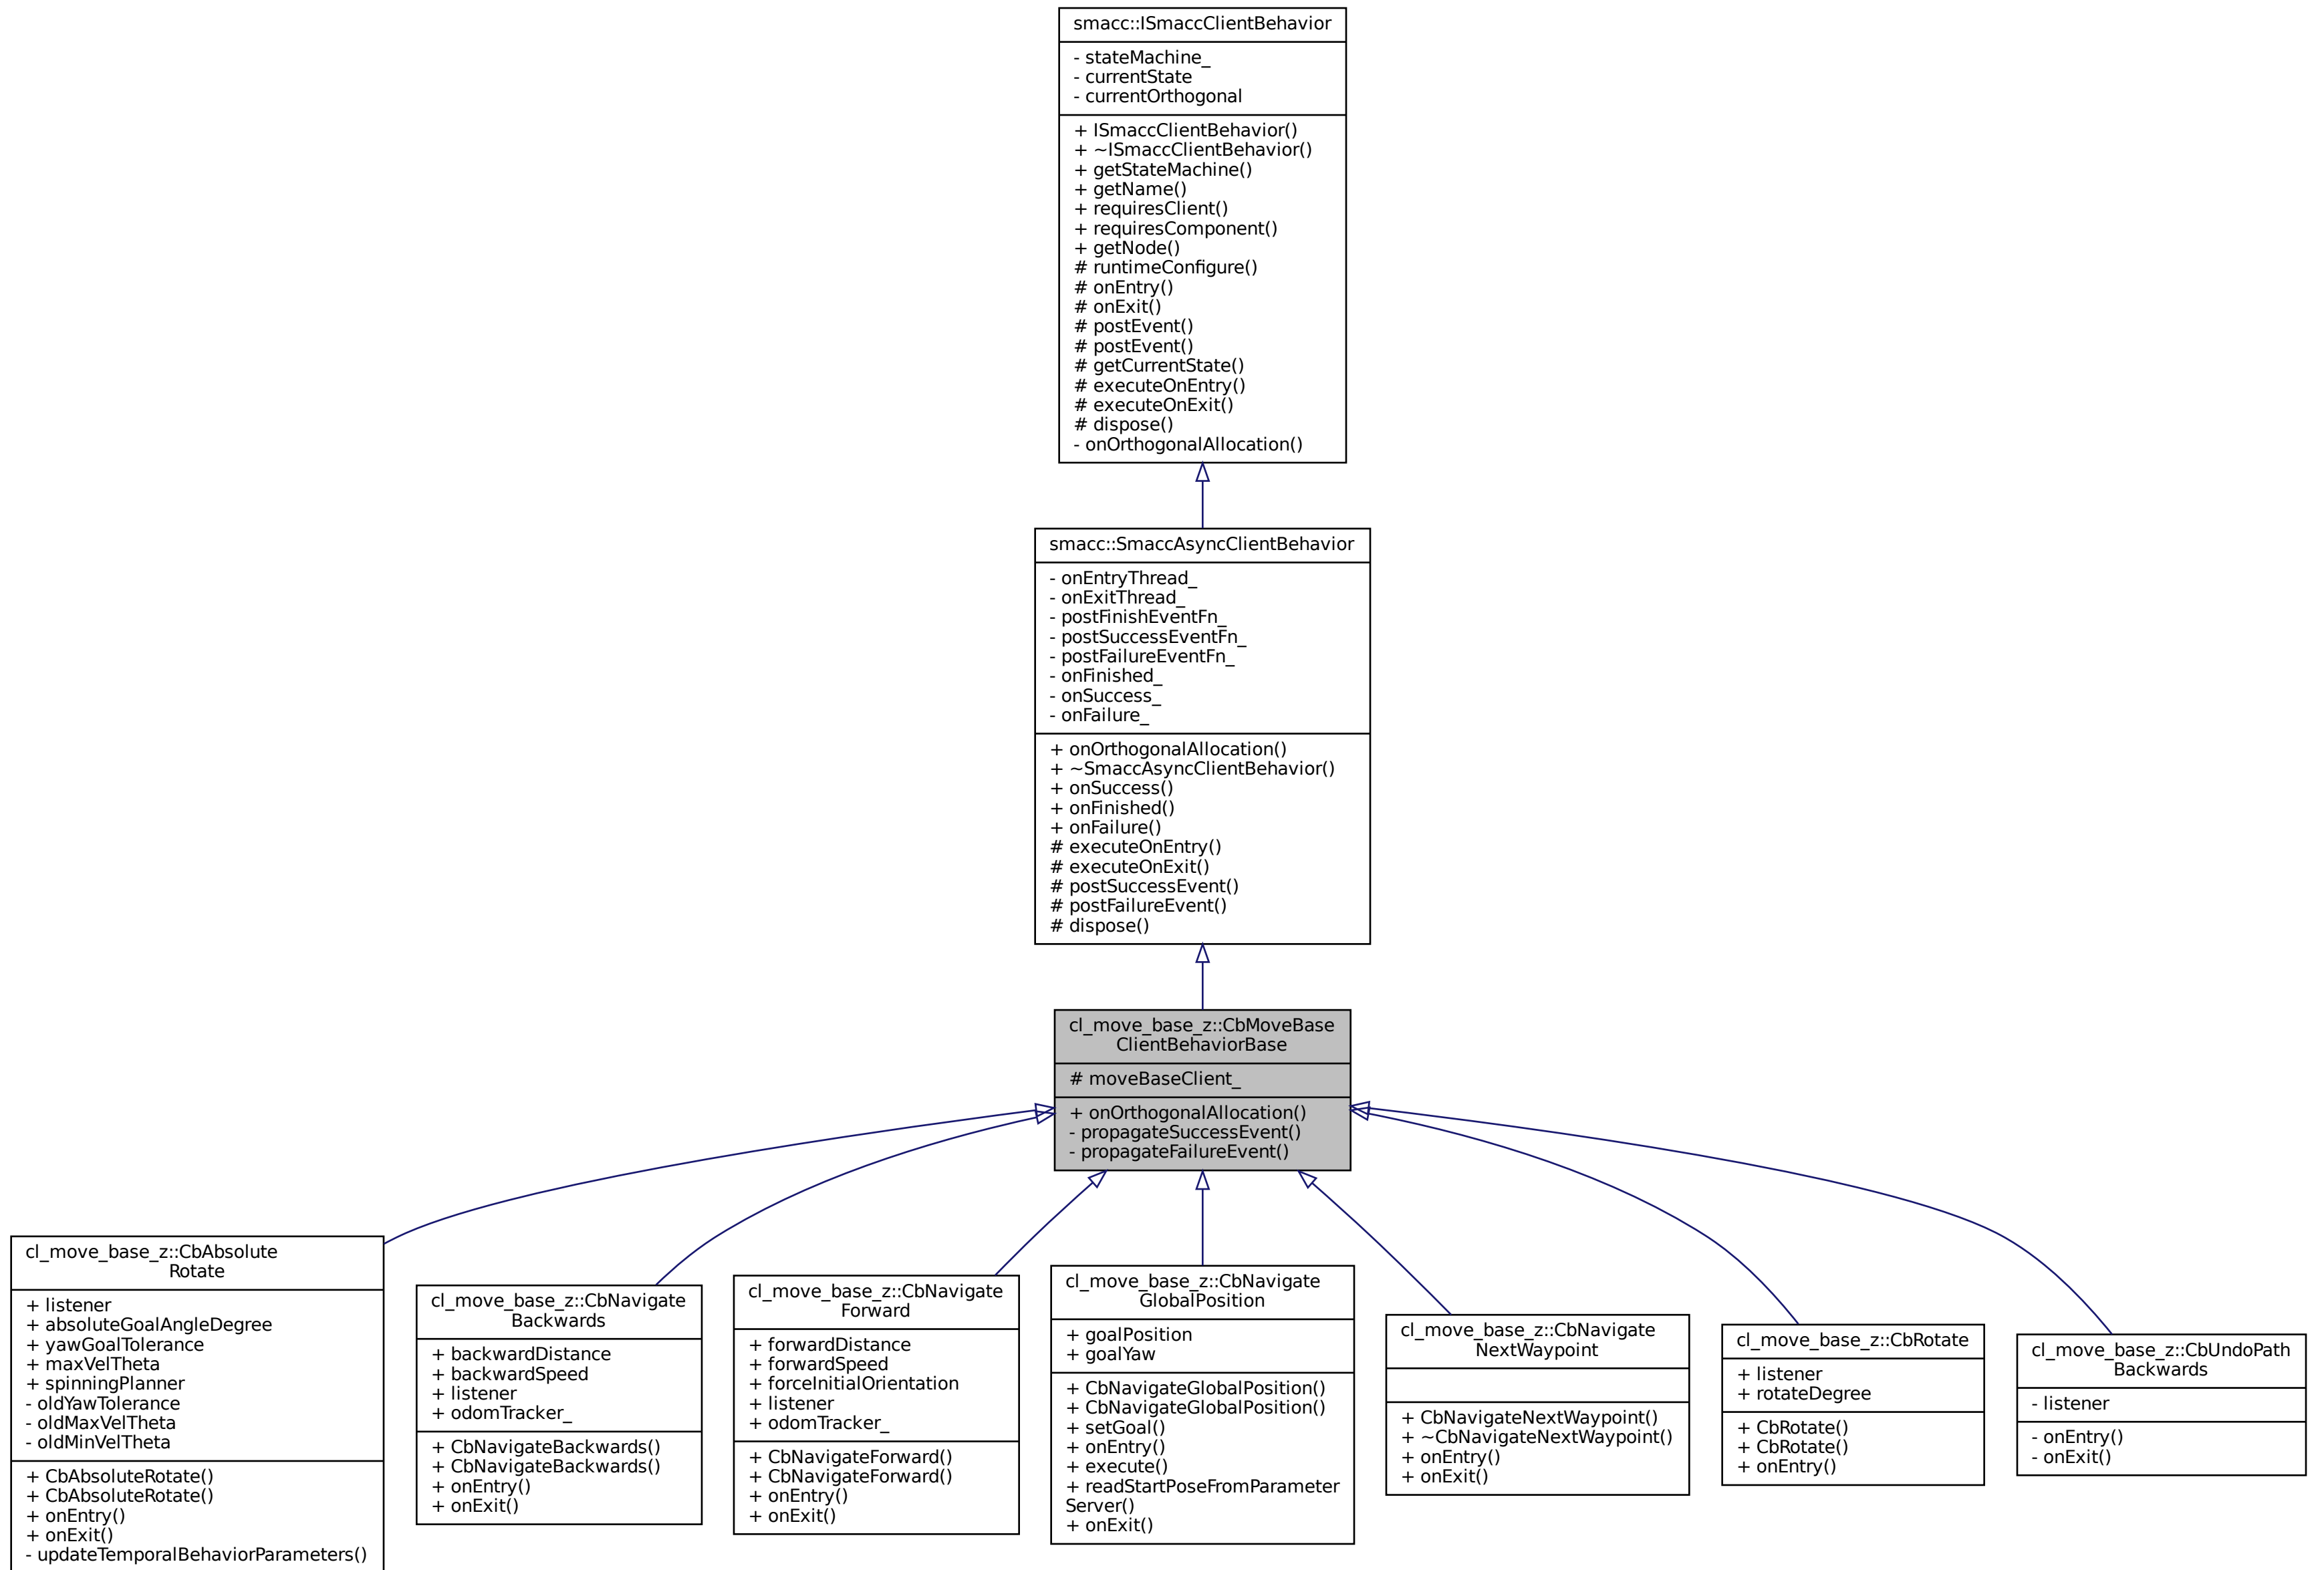 smacc::ISmaccClientBehavior
- stateMachine_
- currentState
- currentOrthogonal
+ ISmaccClientBehavior()
+ ~ISmaccClientBehavior()
+ getStateMachine()
+ getName()
+ requiresClient()
+ requiresComponent()
+ getNode()
# runtimeConfigure()
# onEntry()
# onExit()
# postEvent()
# postEvent()
# getCurrentState()
# executeOnEntry()
# executeOnExit()
# dispose()
- onOrthogonalAllocation()
smacc::SmaccAsyncClientBehavior
- onEntryThread_
- onExitThread_
- postFinishEventFn_
- postSuccessEventFn_
- postFailureEventFn_
- onFinished_
- onSuccess_
- onFailure_
+ onOrthogonalAllocation()
+ ~SmaccAsyncClientBehavior()
+ onSuccess()
+ onFinished()
+ onFailure()
# executeOnEntry()
# executeOnExit()
# postSuccessEvent()
# postFailureEvent()
# dispose()
cl_move_base_z::CbMoveBase
ClientBehaviorBase
# moveBaseClient_
+ onOrthogonalAllocation()
- propagateSuccessEvent()
- propagateFailureEvent()
cl_move_base_z::CbAbsolute
Rotate
+ listener
+ absoluteGoalAngleDegree
+ yawGoalTolerance
+ maxVelTheta
+ spinningPlanner
- oldYawTolerance
- oldMaxVelTheta
- oldMinVelTheta
+ CbAbsoluteRotate()
+ CbAbsoluteRotate()
+ onEntry()
+ onExit()
- updateTemporalBehaviorParameters()
cl_move_base_z::CbNavigate
Backwards
+ backwardDistance
+ backwardSpeed
+ listener
+ odomTracker_
+ CbNavigateBackwards()
+ CbNavigateBackwards()
+ onEntry()
+ onExit()
cl_move_base_z::CbNavigate
Forward
+ forwardDistance
+ forwardSpeed
+ forceInitialOrientation
+ listener
+ odomTracker_
+ CbNavigateForward()
+ CbNavigateForward()
+ onEntry()
+ onExit()
cl_move_base_z::CbNavigate
GlobalPosition
+ goalPosition
+ goalYaw
+ CbNavigateGlobalPosition()
+ CbNavigateGlobalPosition()
+ setGoal()
+ onEntry()
+ execute()
+ readStartPoseFromParameter
Server()
+ onExit()
cl_move_base_z::CbNavigate
NextWaypoint
+ CbNavigateNextWaypoint()
+ ~CbNavigateNextWaypoint()
+ onEntry()
+ onExit()
cl_move_base_z::CbRotate
+ listener
+ rotateDegree
+ CbRotate()
+ CbRotate()
+ onEntry()
cl_move_base_z::CbUndoPath
Backwards
- listener
- onEntry()
- onExit()